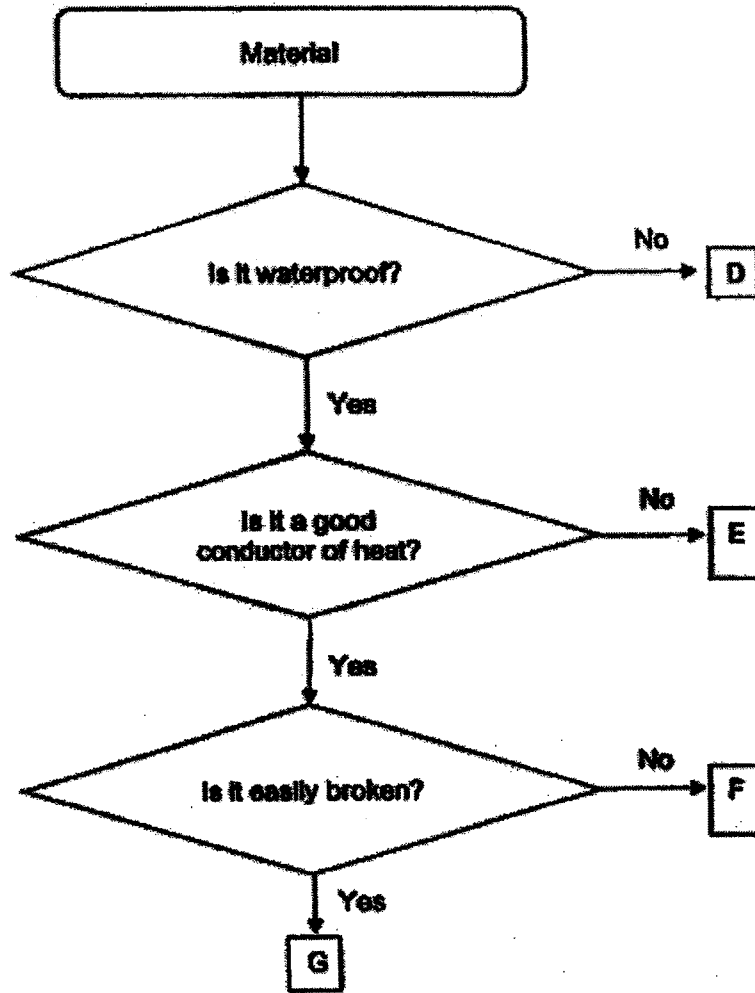 Material
Is it waterproof?
No
D
Yes
Is it a good
conductor of heat?
No
E
Yes
Is it easily broken?
No
F
Yes
G